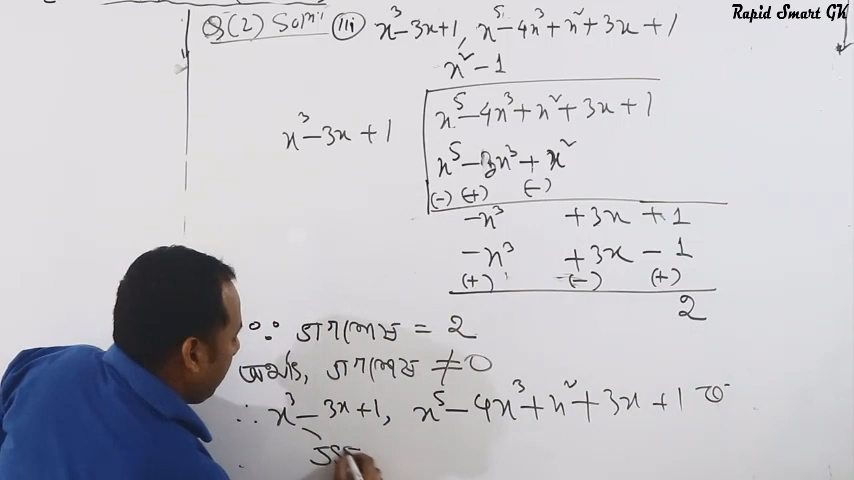 Rapid Smart GK
Q(2) Soln: (iii) x³-3x+1, x⁵-4x³+x²+3x+1
x²-1
x³-3x+1
x⁵-4x³+x²+3x+1
x⁵-3x³+x²
(-) (+) (-)
-x³ +3x+1
-x³ +3x-1
(+) (-) (+)
2
∵ ভাগশেষ = 2
অর্থাৎ, ভাগশেষ ≠0
∴ x³-3x+1, x⁵-4x³+x²+3x+1 ৰ